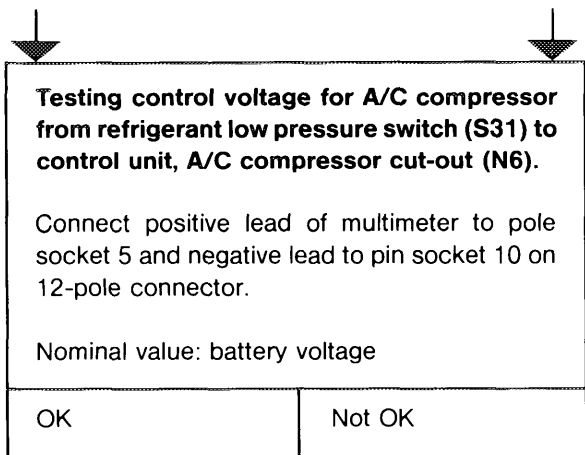 Testing control voltage for A/C compressor
from refrigerant low pressure switch (S31) to
control unit, A/C compressor cut-out (N6).
Connect positive lead of multimeter to pole
socket 5 and negative lead to pin socket 10 on
12-pole connector.
Nominal value: battery voltage
OK
Not OK